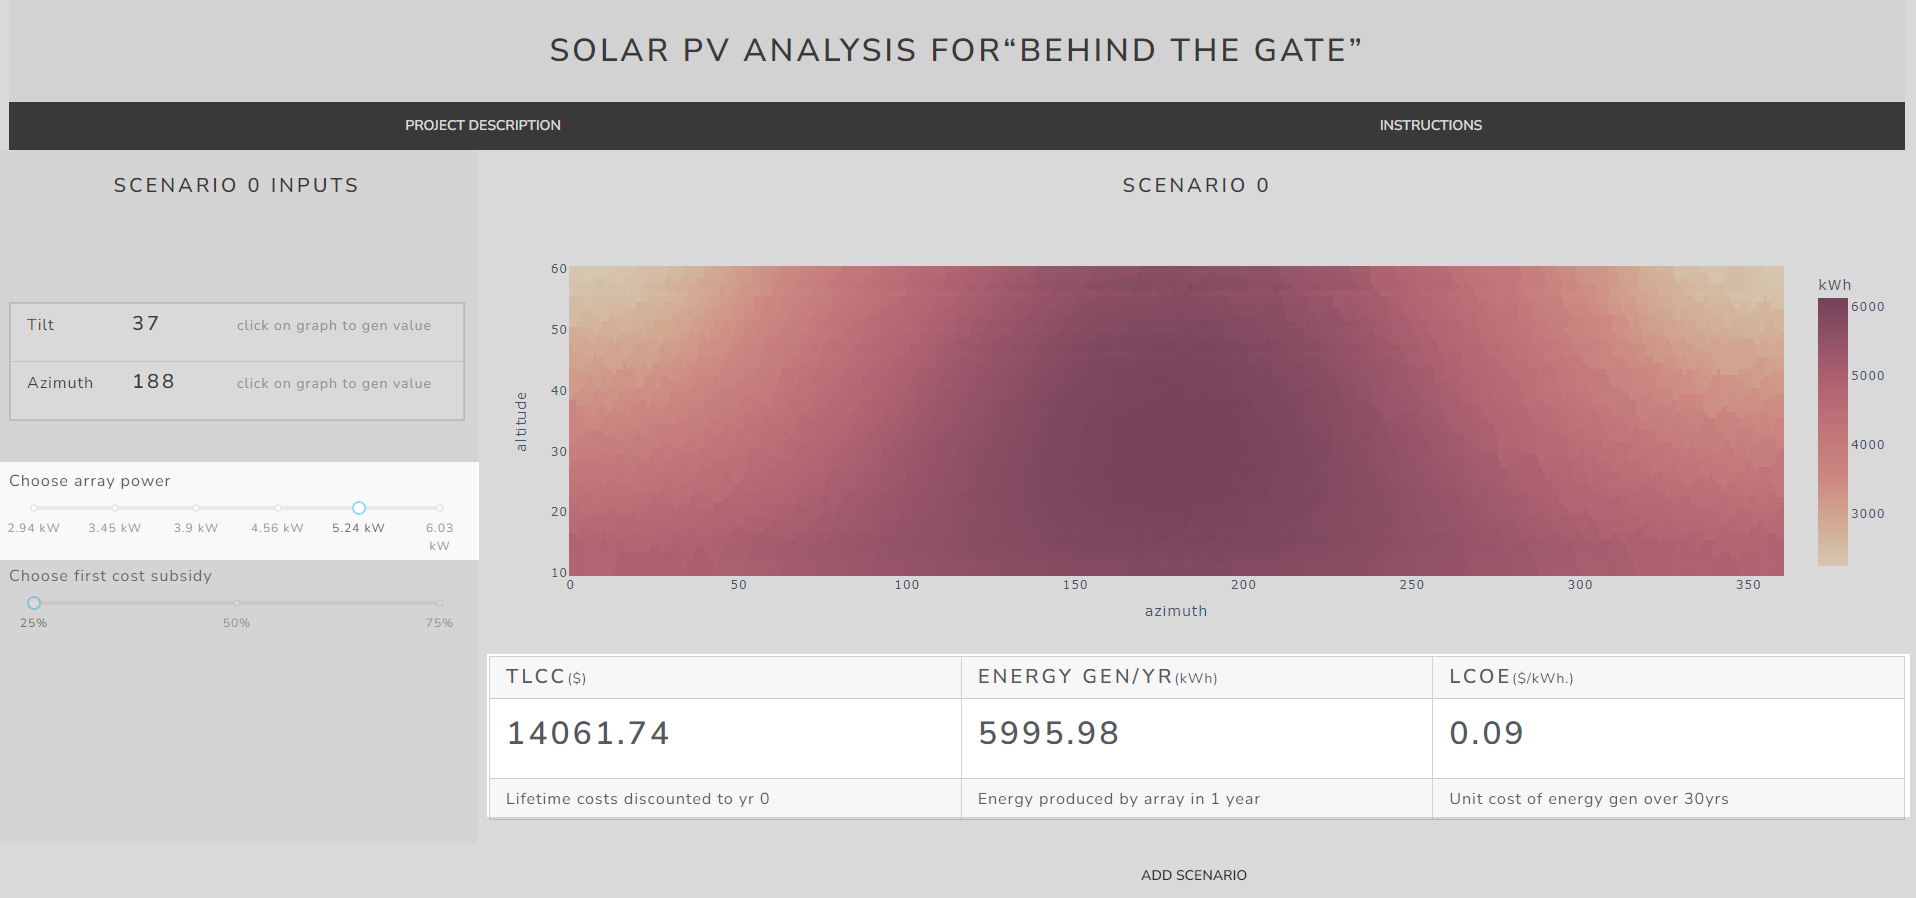 SOLAR PV ANALYSIS FOR“BEHIND THE GATE”
PROJECT DESCRIPTION
INSTRUCTIONS
SCENARIO 0 INPUTS
Tilt 37 click on graph to gen value
Azimuth 188 click on graph to gen value
Choose array power
2.94 kW 3.45 kW 3.9 kW 4.56 kW 5.24 kW 6.03
kW
Choose first cost subsidy
25% 50% 75%
SCENARIO 0
60
50
40
30
20
10
altitude
0 50 100 150 200 250 300 350
azimuth
kWh
6000
5000
4000
3000
TLCC($) ENERGY GEN/YR(kWh) LCOE($/kWh.)
14061.74 5995.98 0.09
Lifetime costs discounted to yr 0 Energy produced by array in 1 year Unit cost of energy gen over 30yrs
ADD SCENARIO